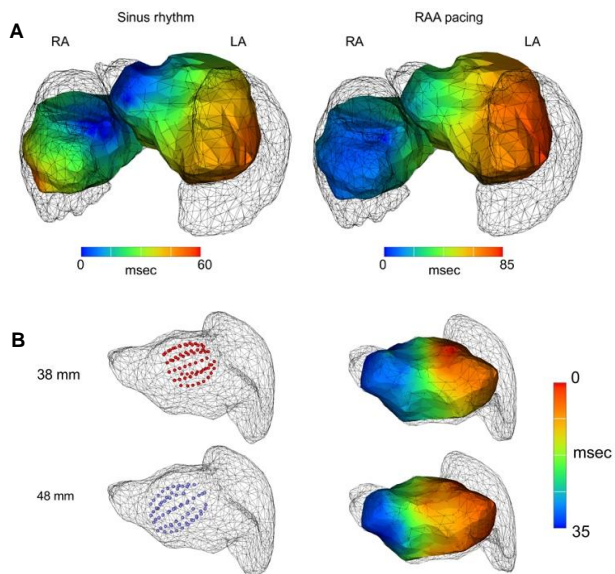 A
Sinus rhythm
RAA pacing
RA
LA
RA
LA
0
60
msec
0
85
msec
B
38 mm
48 mm
0
msec
35